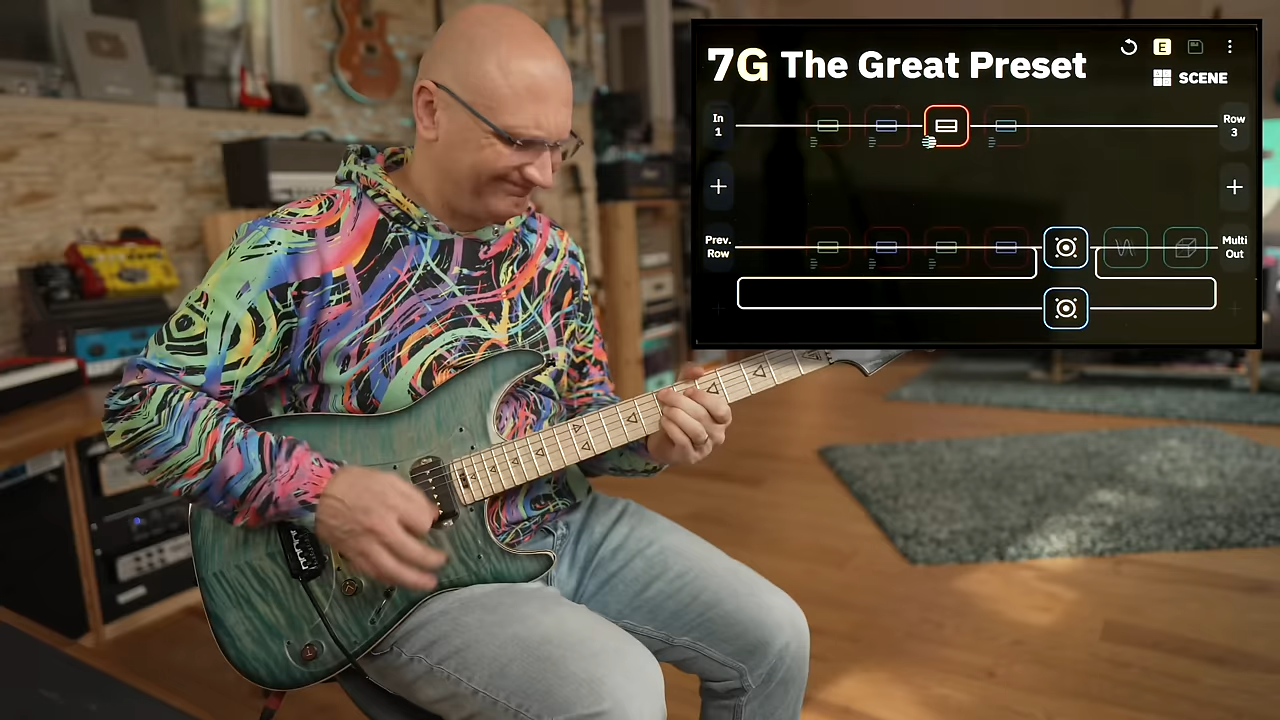 7G The Great Preset
E
SCENE
In
1
Row
3
+
+
Prev.
Row
Multi
Out